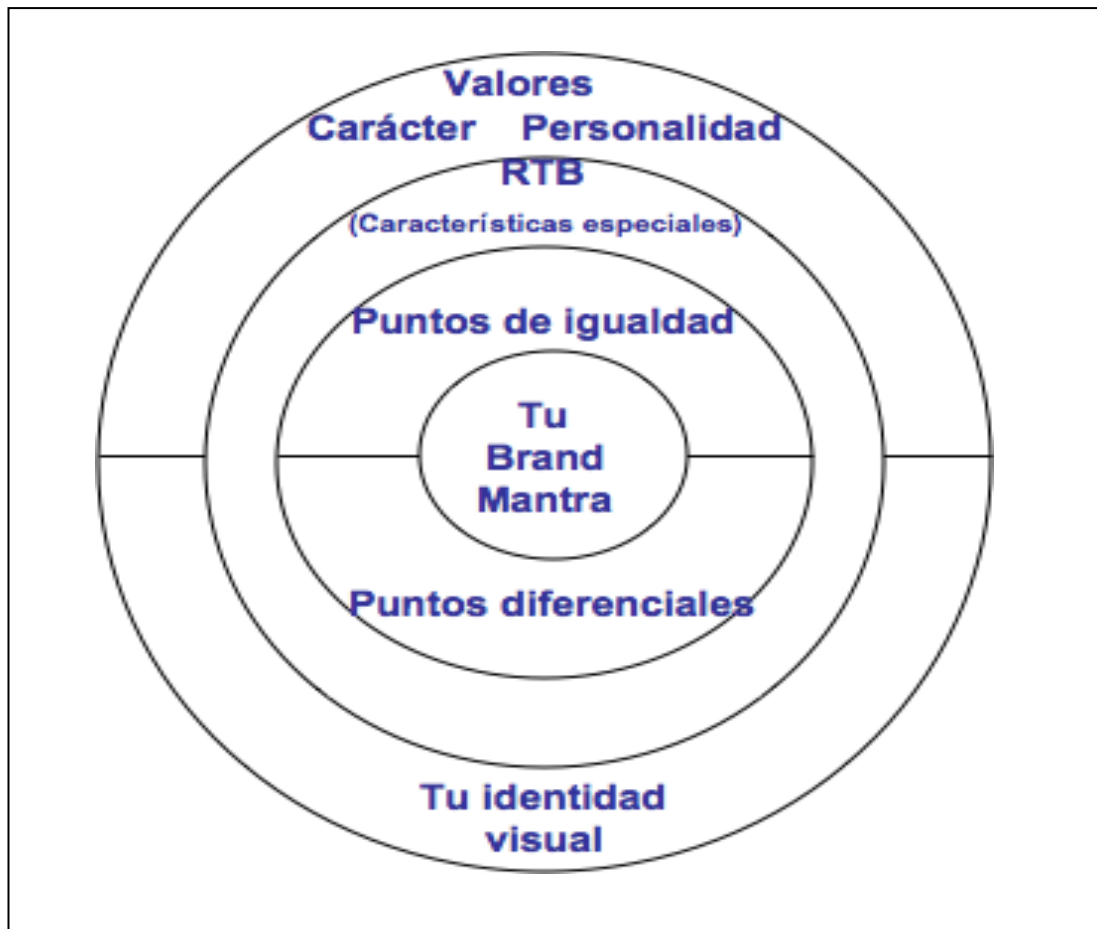 Valores
Carácter Personalidad
RTB
(Características especiales)
Puntos de igualdad
Tu
Brand
Mantra
Puntos diferenciales
Tu identidad
visual